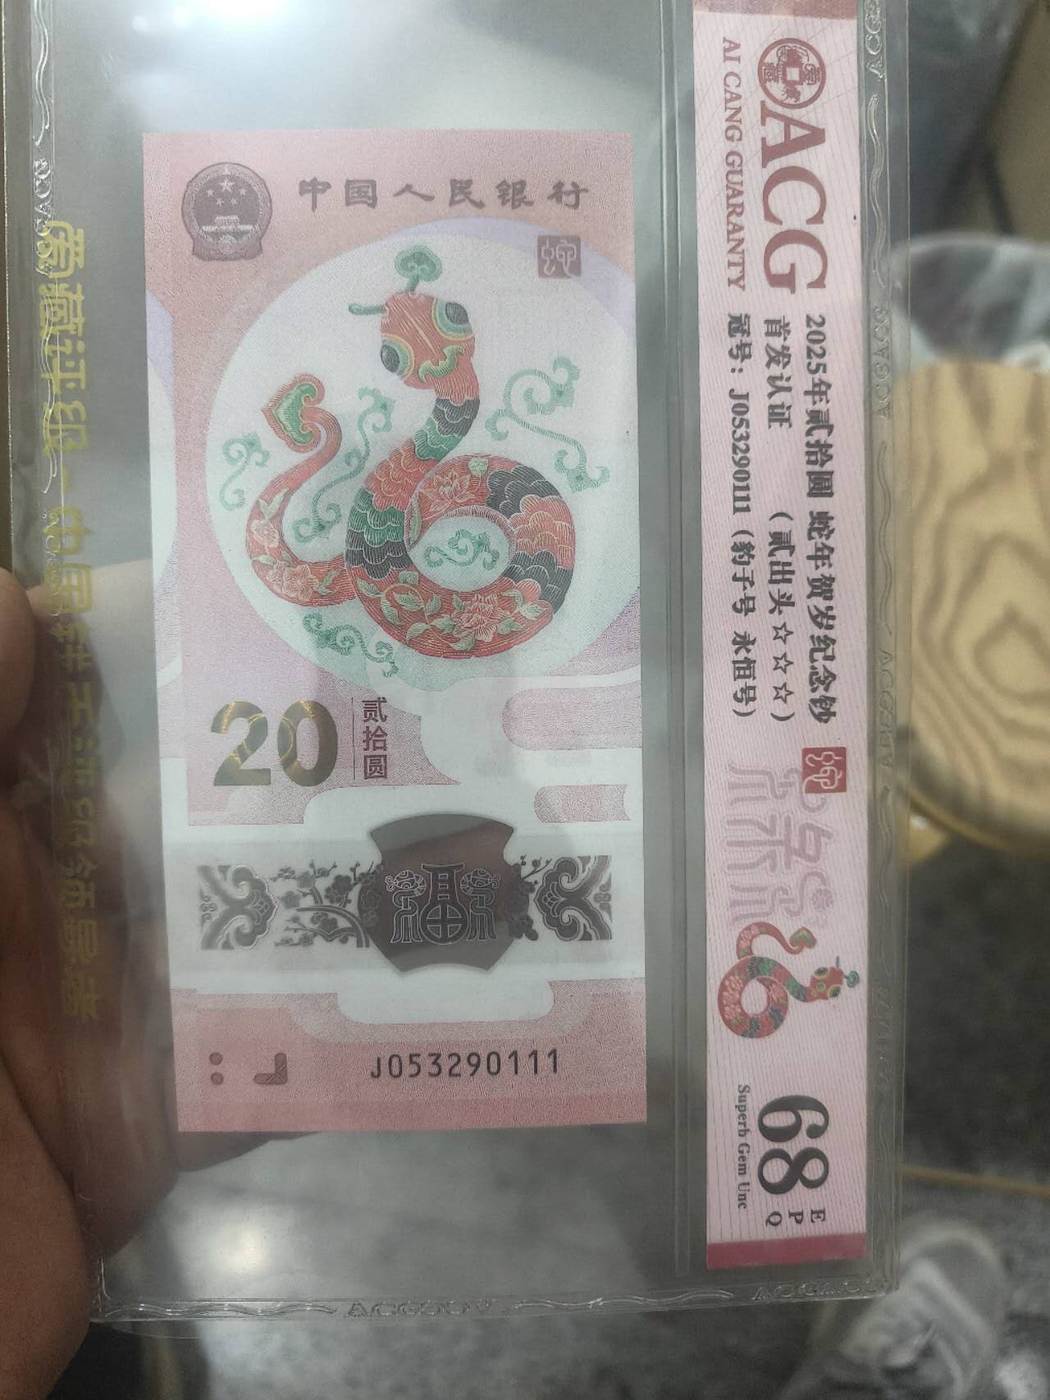 中国人民银行
蛇
20
贰拾圆
福
J053290111
ACG
AI CANG GUARANTY
2025年贰拾圆 蛇年贺岁纪念钞
首发认证 （贰出头☆☆☆）
冠号：J053290111（豹子号 永恒号）
蛇
68 EPQ
Superb Gem Unc